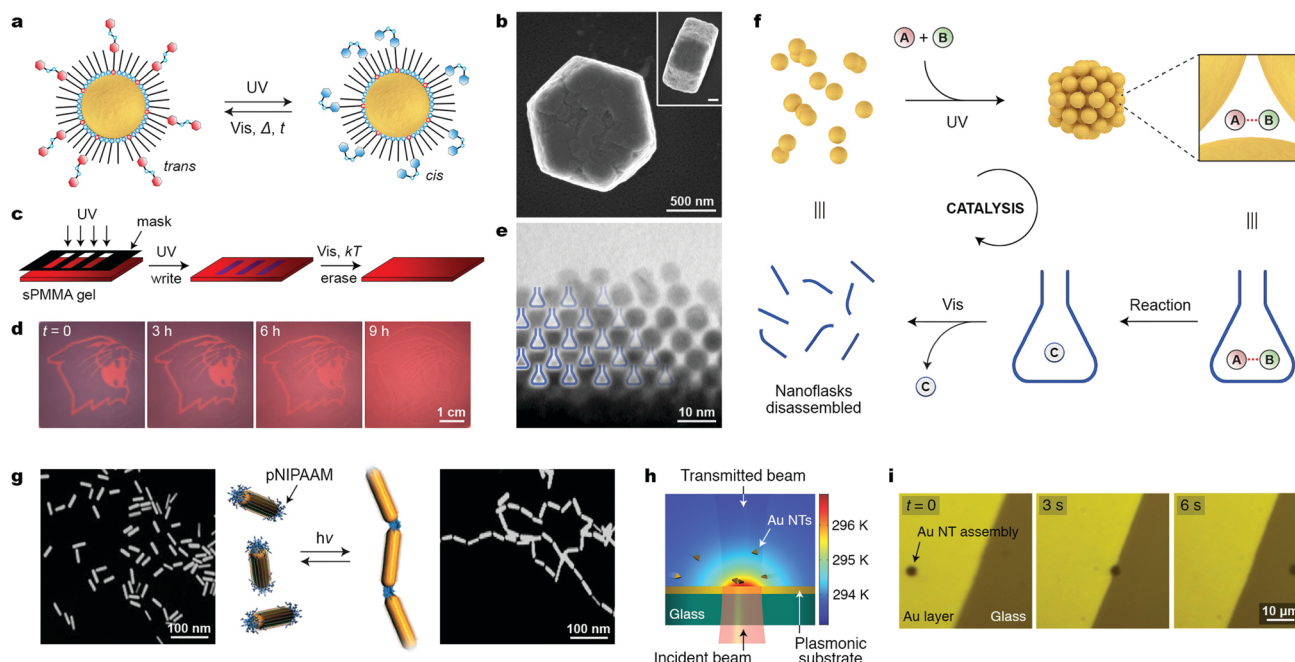 a
UV
Vis, Δ, t
trans
cis
b
500 nm
c
UV
mask
UV
write
Vis, kT
erase
sPMMA gel
d
t = 0
3 h
6 h
9 h
1 cm
e
10 nm
f
A + B
UV
A B
CATALYSIS
Reaction
A B
C
Vis
C
Nanoflasks
disassembled
g
100 nm
pNIPAAM
hν
100 nm
h
Transmitted beam
Au NTs
296 K
295 K
294 K
Glass
Incident beam
Plasmonic
substrate
i
t = 0
Au NT assembly
Au layer
Glass
3 s
6 s
10 µm